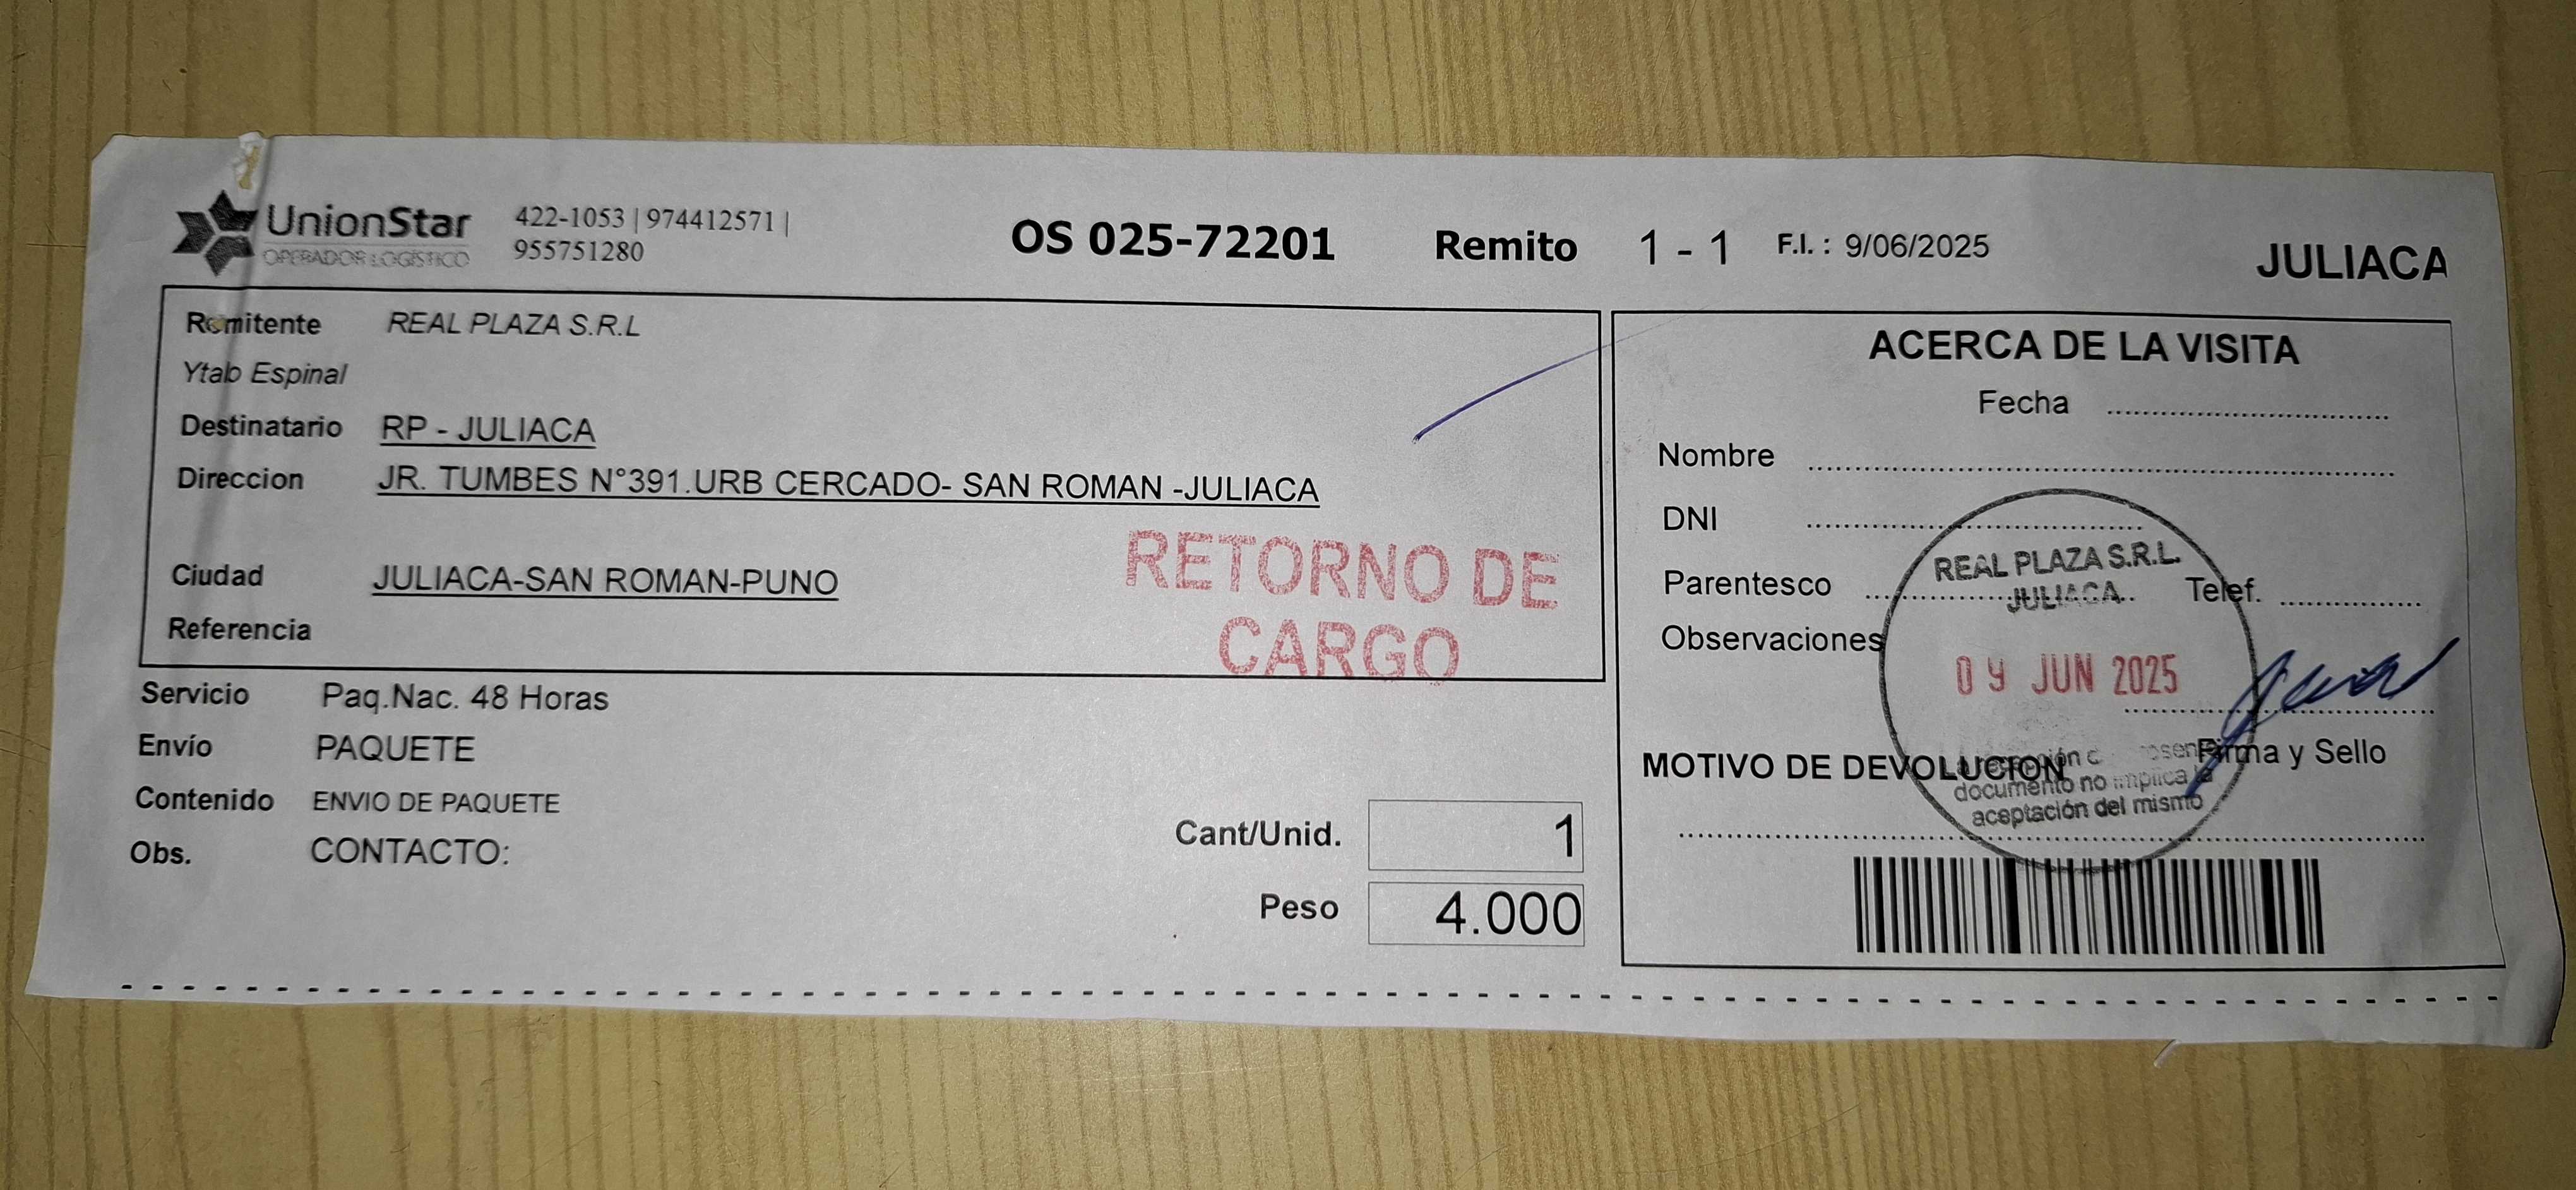 UnionStar
OPERADOR LOGÍSTICO
422-1053 | 974412571 |
955751280
OS 025-72201 Remito 1 - 1 F.I. : 9/06/2025
JULIACA
Remitente REAL PLAZA S.R.L
Ytab Espinal
Destinatario RP - JULIACA
Direccion JR. TUMBES N°391.URB CERCADO- SAN ROMAN -JULIACA
Ciudad JULIACA-SAN ROMAN-PUNO
Referencia
RETORNO DE
CARGO
Servicio Paq.Nac. 48 Horas
Envío PAQUETE
Contenido ENVIO DE PAQUETE
Obs. CONTACTO:
Cant/Unid. 1
Peso 4.000
ACERCA DE LA VISITA
Fecha
Nombre
DNI
Parentesco Telef.
Observaciones
Firma y Sello
MOTIVO DE DEVOLUCION
REAL PLAZA S.R.L.
JULIACA
09 JUN 2025
documento no implica la
aceptación del mismo